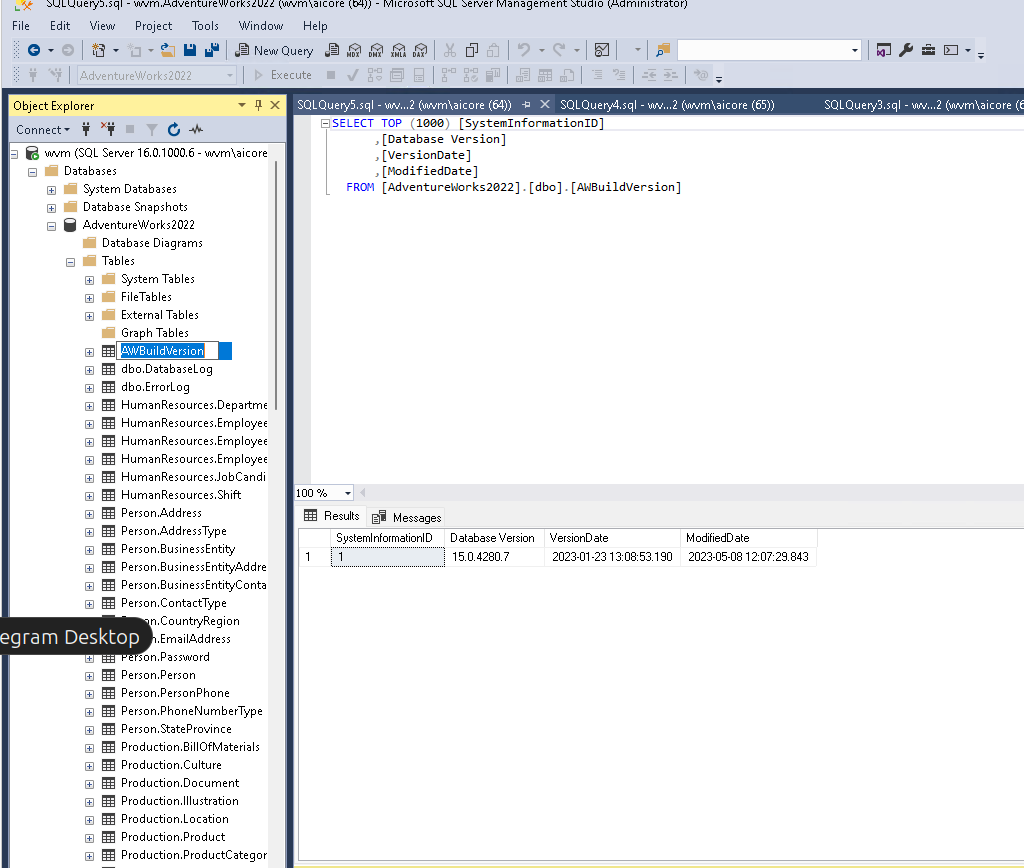 SQLQuery5.sql - wvm.AdventureWorks2022 (wvm\aicore (64)) - Microsoft SQL Server Management Studio (Administrator)
File Edit View Project Tools Window Help
New Query MDX DMX XMLA DAX
AdventureWorks2022 Execute
Object Explorer
Connect
wvm (SQL Server 16.0.1000.6 - wvm\aicore
Databases
System Databases
Database Snapshots
AdventureWorks2022
Database Diagrams
Tables
System Tables
FileTables
External Tables
Graph Tables
AWBuildVersion
dbo.DatabaseLog
dbo.ErrorLog
HumanResources.Departme
HumanResources.Employee
HumanResources.Employee
HumanResources.Employee
HumanResources.JobCandi
HumanResources.Shift
Person.Address
Person.AddressType
Person.BusinessEntity
Person.BusinessEntityAddre
Person.BusinessEntityConta
Person.ContactType
Person.CountryRegion
egram Desktop
Person.EmailAddress
Person.Password
Person.Person
Person.PersonPhone
Person.PhoneNumberType
Person.StateProvince
Production.BillOfMaterials
Production.Culture
Production.Document
Production.Illustration
Production.Location
Production.Product
Production.ProductCategor
SQLQuery5.sql - wv...2 (wvm\aicore (64)) SQLQuery4.sql - wv...2 (wvm\aicore (65)) SQLQuery3.sql - wv...2 (wvm\aicore (6
SELECT TOP (1000) [SystemInformationID]
,[Database Version]
,[VersionDate]
,[ModifiedDate]
FROM [AdventureWorks2022].[dbo].[AWBuildVersion]
100 %
Results Messages
SystemInformationID Database Version VersionDate ModifiedDate
1 1 15.0.4280.7 2023-01-23 13:08:53.190 2023-05-08 12:07:29.843